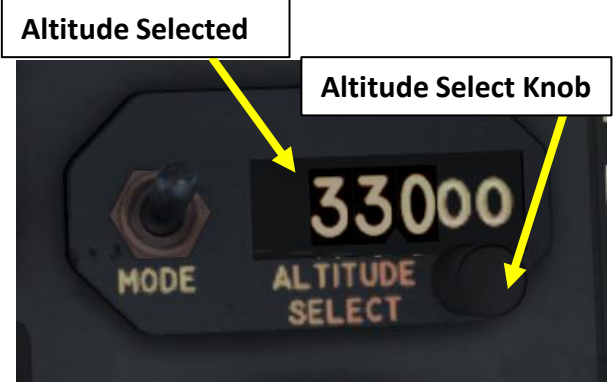 Altitude Selected
Altitude Select Knob
33000
MODE
ALTITUDE
SELECT